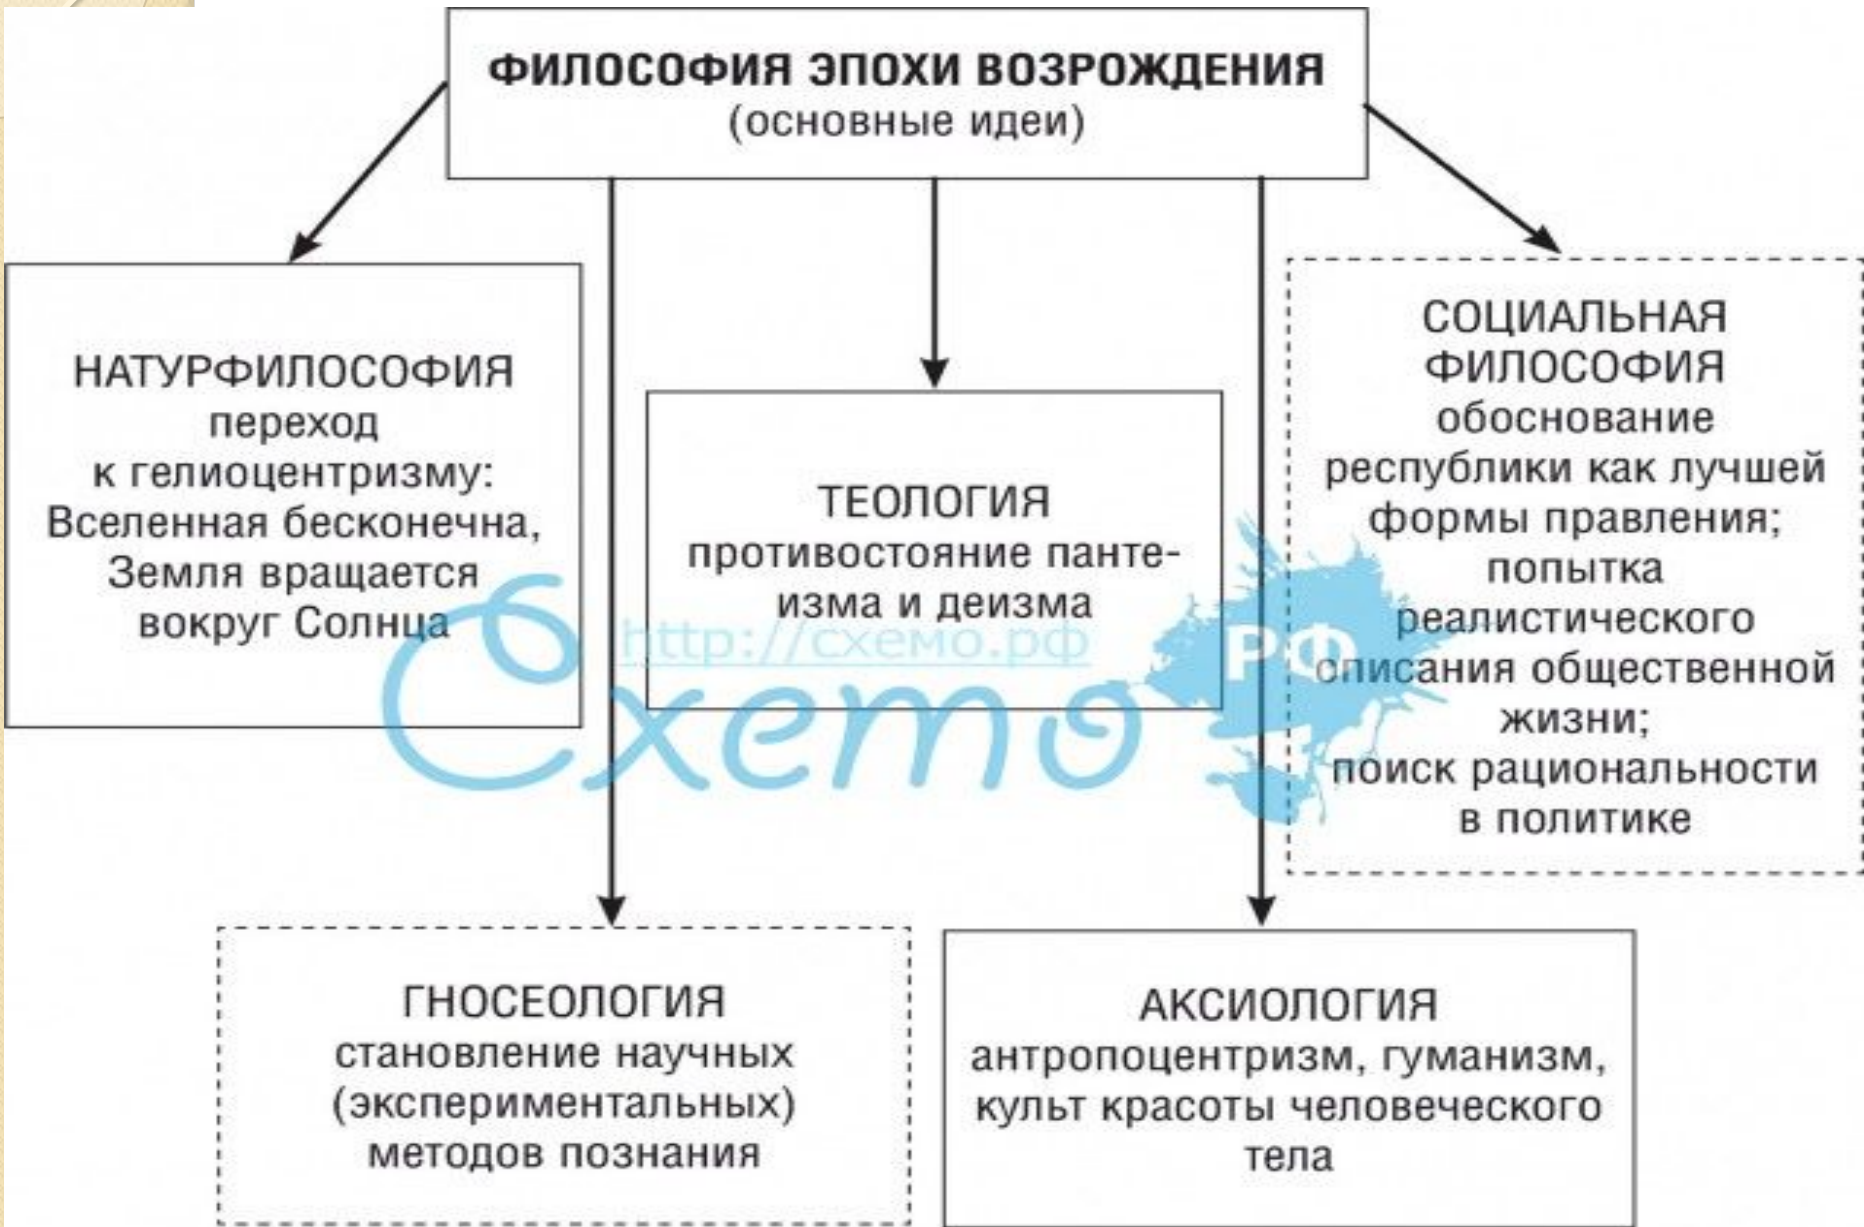 ФИЛОСОФИЯ ЭПОХИ ВОЗРОЖДЕНИЯ
(основные идеи)
НАТУРФИЛОСОФИЯ
переход
к гелиоцентризму:
Вселенная бесконечна,
Земля вращается
вокруг Солнца
ТЕОЛОГИЯ
противостояние панте-
изма и деизма
СОЦИАЛЬНАЯ
ФИЛОСОФИЯ
обоснование
республики как лучшей
формы правления;
попытка
реалистического
описания общественной
жизни;
поиск рациональности
в политике
ГНОСЕОЛОГИЯ
становление научных
(экспериментальных)
методов познания
АКСИОЛОГИЯ
антропоцентризм, гуманизм,
культ красоты человеческого
тела
http://схемо.рф
Схемо
РФ